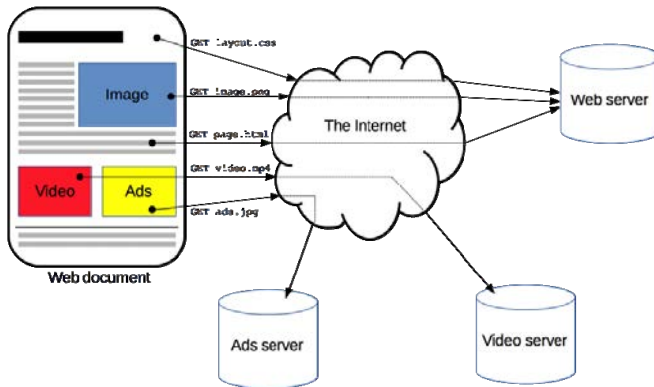 GET layout.css
Image
GET image.png
Web server
The Internet
GET page.html
GET video.mp4
Video
Ads
GET ads.jpg
Web document
Ads server
Video server